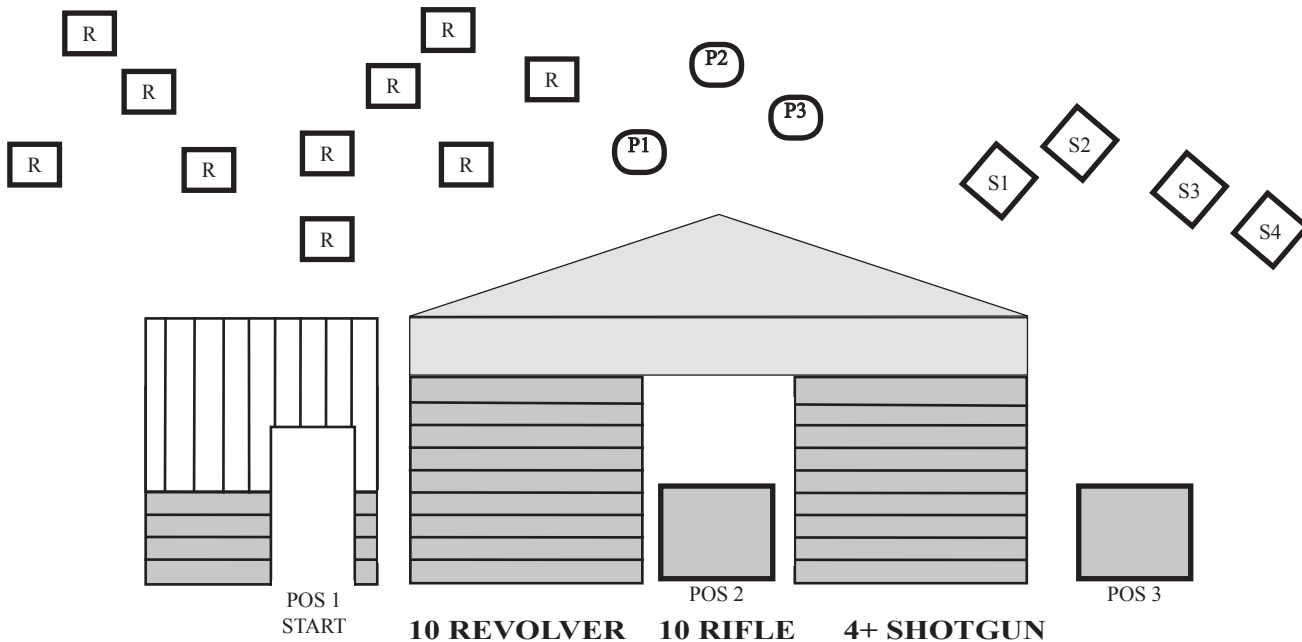 R
R
P2
R
R
R
P3
P1
S2
R
R
R
R
S1
S3
S4
R
POS 1
START
POS 2
POS 3
10 REVOLVER 10 RIFLE 4+ SHOTGUN